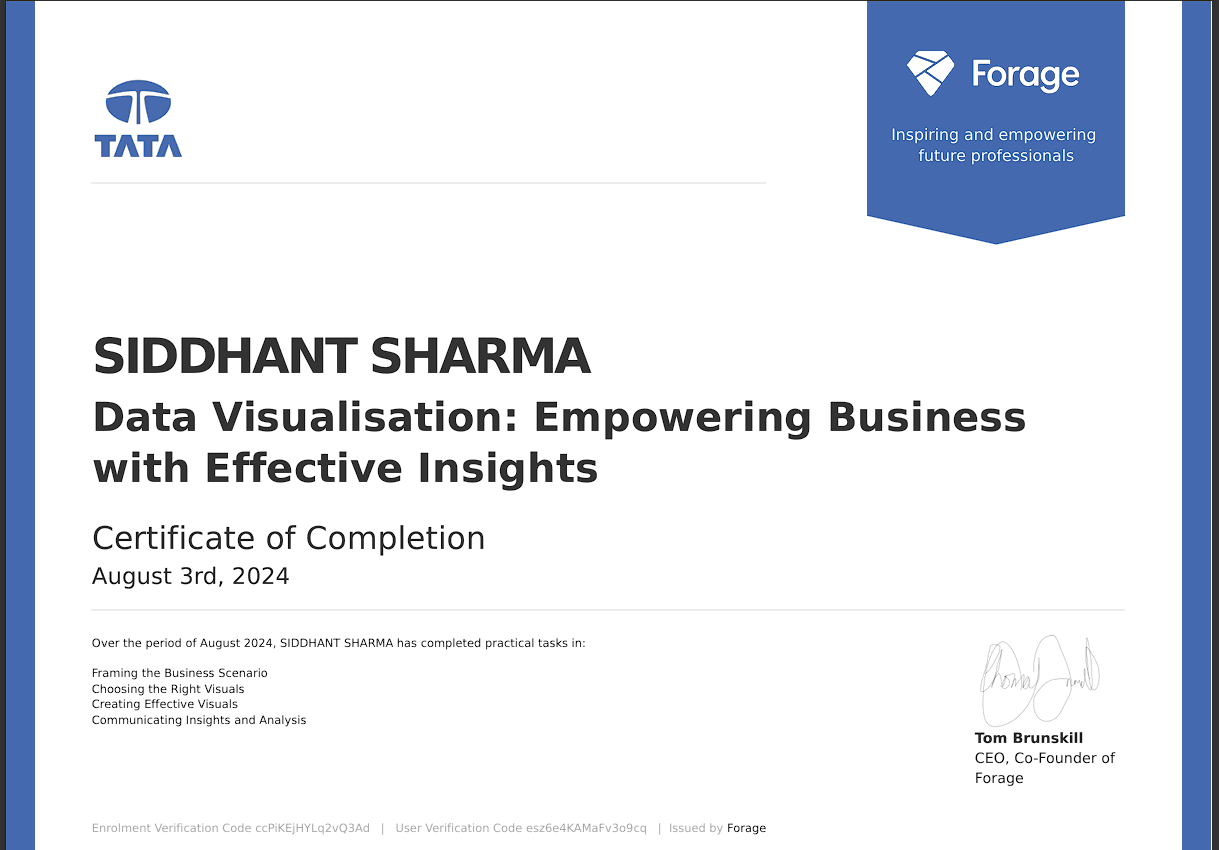 TATA
Forage
Inspiring and empowering
future professionals
SIDDHANT SHARMA
Data Visualisation: Empowering Business
with Effective Insights
Certificate of Completion
August 3rd, 2024
Over the period of August 2024, SIDDHANT SHARMA has completed practical tasks in:
Framing the Business Scenario
Choosing the Right Visuals
Creating Effective Visuals
Communicating Insights and Analysis
Tom Brunskill
CEO, Co-Founder of
Forage
Enrolment Verification Code ccPiKEjHYLq2vQ3Ad | User Verification Code esz6e4KAMaFv3o9cq | Issued by Forage